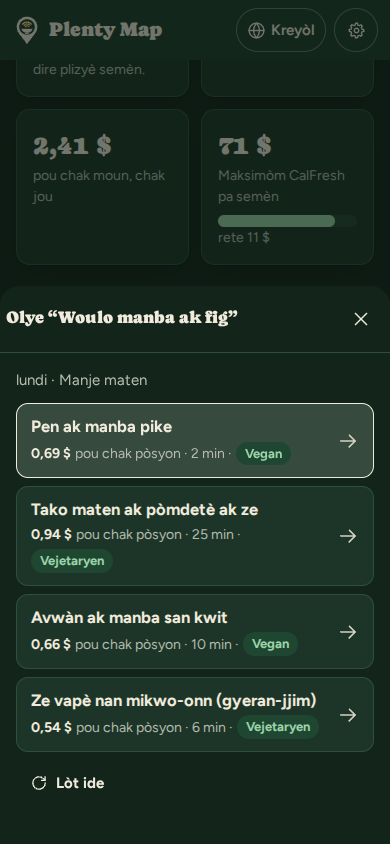 Plenty Map
Kreyòl
dire plizyè semèn.
2,41 $
pou chak moun, chak
jou
71 $
Maksimòm CalFresh
pa semèn
rete 11 $
Olye “Woulo manba ak fig”
lundi · Manje maten
Pen ak manba pike
0,69 $ pou chak pòsyon · 2 min · Vegan
Tako maten ak pòmdetè ak ze
0,94 $ pou chak pòsyon · 25 min ·
Vejetaryen
Avwàn ak manba san kwit
0,66 $ pou chak pòsyon · 10 min · Vegan
Ze vapè nan mikwo-onn (gyeran-jjim)
0,54 $ pou chak pòsyon · 6 min · Vejetaryen
Lòt ide